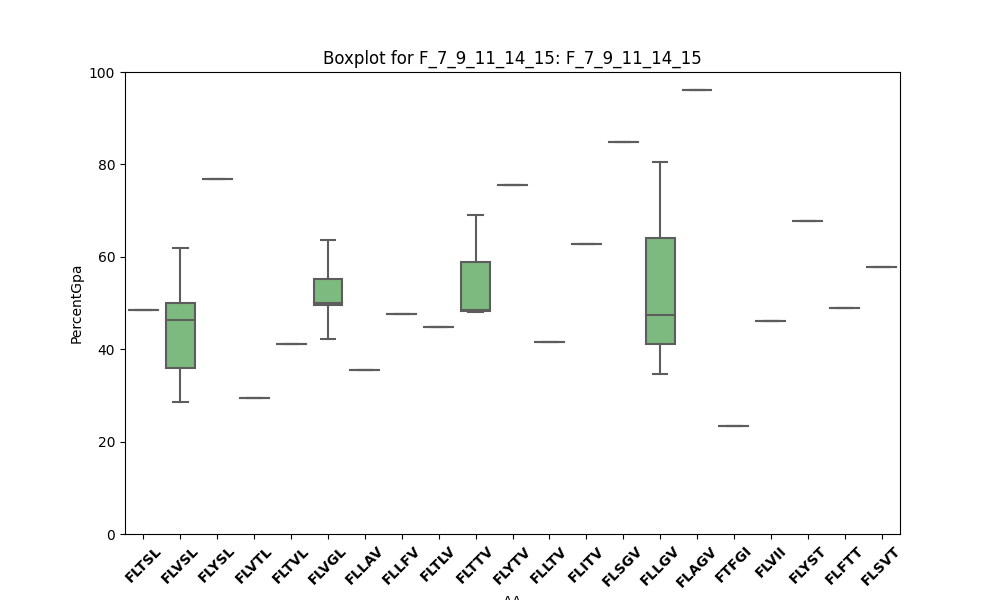 Boxplot for F_7_9_11_14_15: F_7_9_11_14_15
100
80
60
40
20
0
PercentGpa
FLTSL
FLVSL
FLYSL
FLVTL
FLTVL
FLVGL
FLLAV
FLLFV
FLTLV
FLTTV
FLYTV
FLLTV
FLITV
FLSGV
FLLGV
FLAGV
FTFGI
FLVII
FLYST
FLFTT
FLSVT
AA